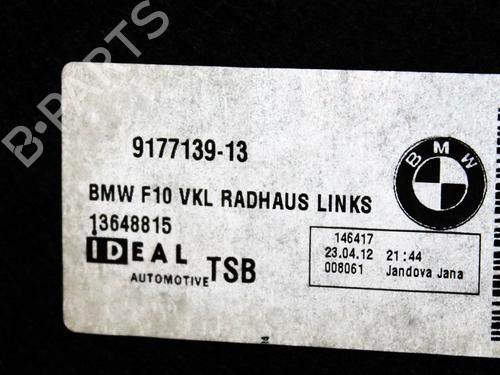 B-PARTS
9177139-13
BMW
BMW F10 VKL RADHAUS LINKS
13648815
IDEAL
AUTOMOTIVE TSB
146417
23.04.12 21:44
008061 Jandova Jana